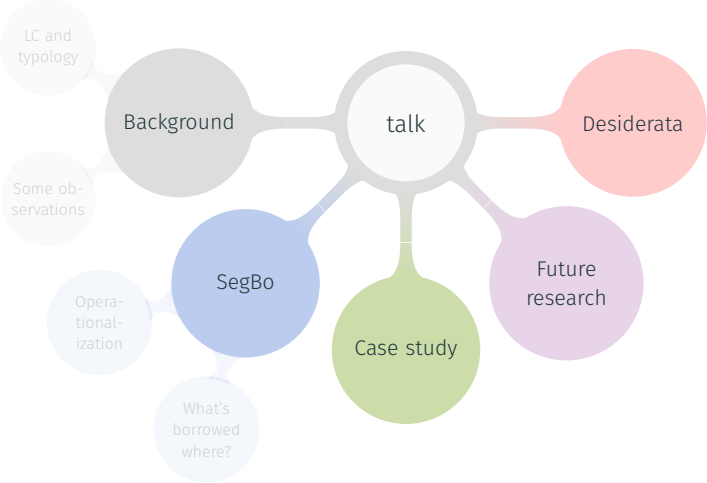 LC and
typology
Background
talk
Desiderata
Some ob-
servations
SegBo
Future
research
Opera-
tional-
ization
Case study
What's
borrowed
where?